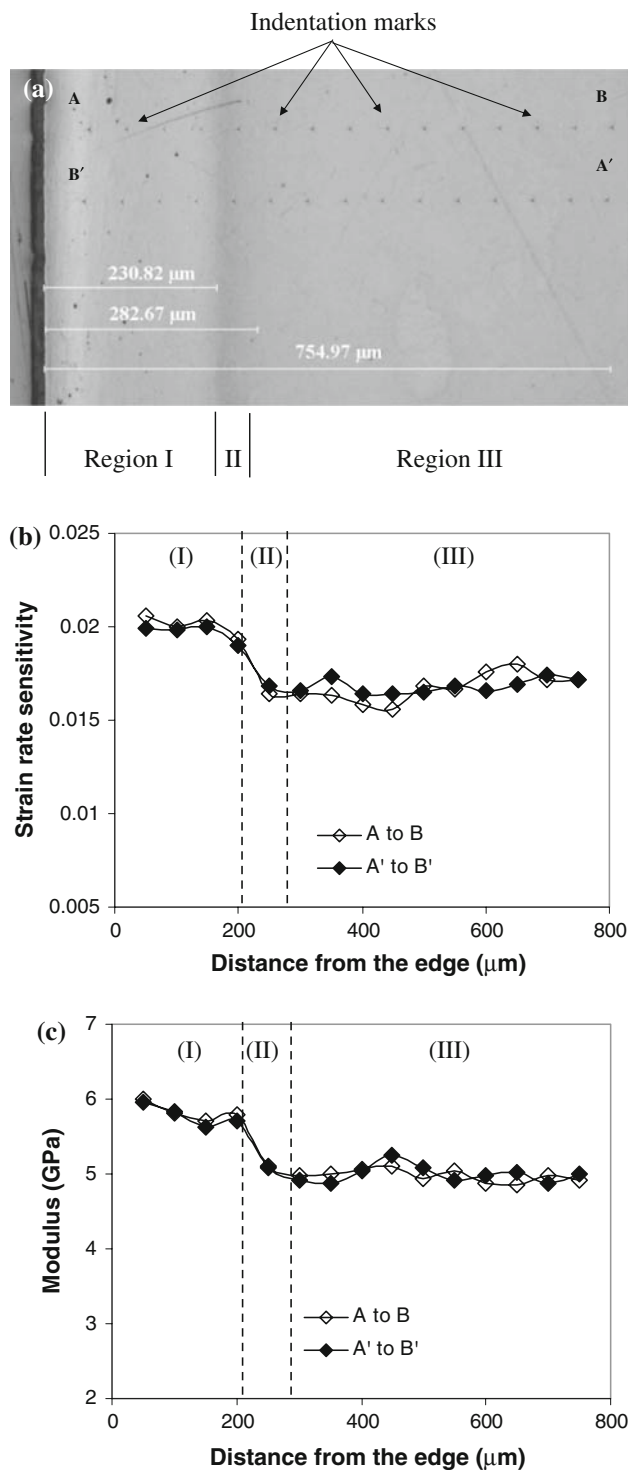 Indentation marks
(a)
A
B
B′
A′
230.82 µm
282.67 µm
754.97 µm
Region I
II
Region III
(b)
0.025
0.02
0.015
0.01
0.005
Strain rate sensitivity
(I)
(II)
(III)
A to B
A' to B'
0
200
400
600
800
Distance from the edge (µm)
(c)
7
6
5
4
3
2
Modulus (GPa)
(I)
(II)
(III)
A to B
A' to B'
0
200
400
600
800
Distance from the edge (µm)